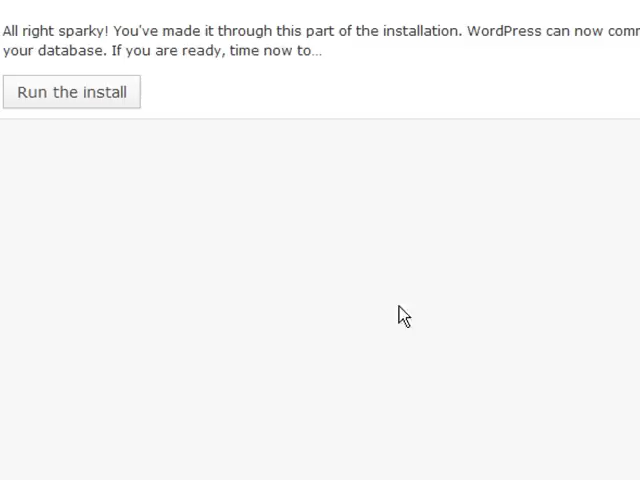 All right sparky! You've made it through this part of the installation. WordPress can now
your database. If you are ready, time now to…
Run the install